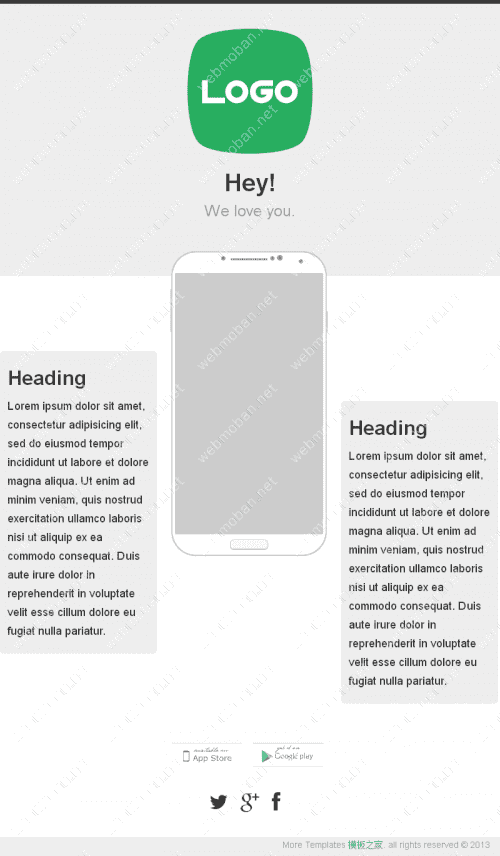 LOGO
Hey!
We love you.
Heading
Lorem ipsum dolor sit amet,
consectetur adipisicing elit,
sed do eiusmod tempor
incididunt ut labore et dolore
magna aliqua. Ut enim ad
minim veniam, quis nostrud
exercitation ullamco laboris
nisi ut aliquip ex ea
commodo consequat. Duis
aute irure dolor in
reprehenderit in voluptate
velit esse cillum dolore eu
fugiat nulla pariatur.
Heading
Lorem ipsum dolor sit amet,
consectetur adipisicing elit,
sed do eiusmod tempor
incididunt ut labore et dolore
magna aliqua. Ut enim ad
minim veniam, quis nostrud
exercitation ullamco laboris
nisi ut aliquip ex ea
commodo consequat. Duis
aute irure dolor in
reprehenderit in voluptate
velit esse cillum dolore eu
fugiat nulla pariatur.
App Store
Google play
More Templates 模板之家. all rights reserved © 2013
webmoban.net